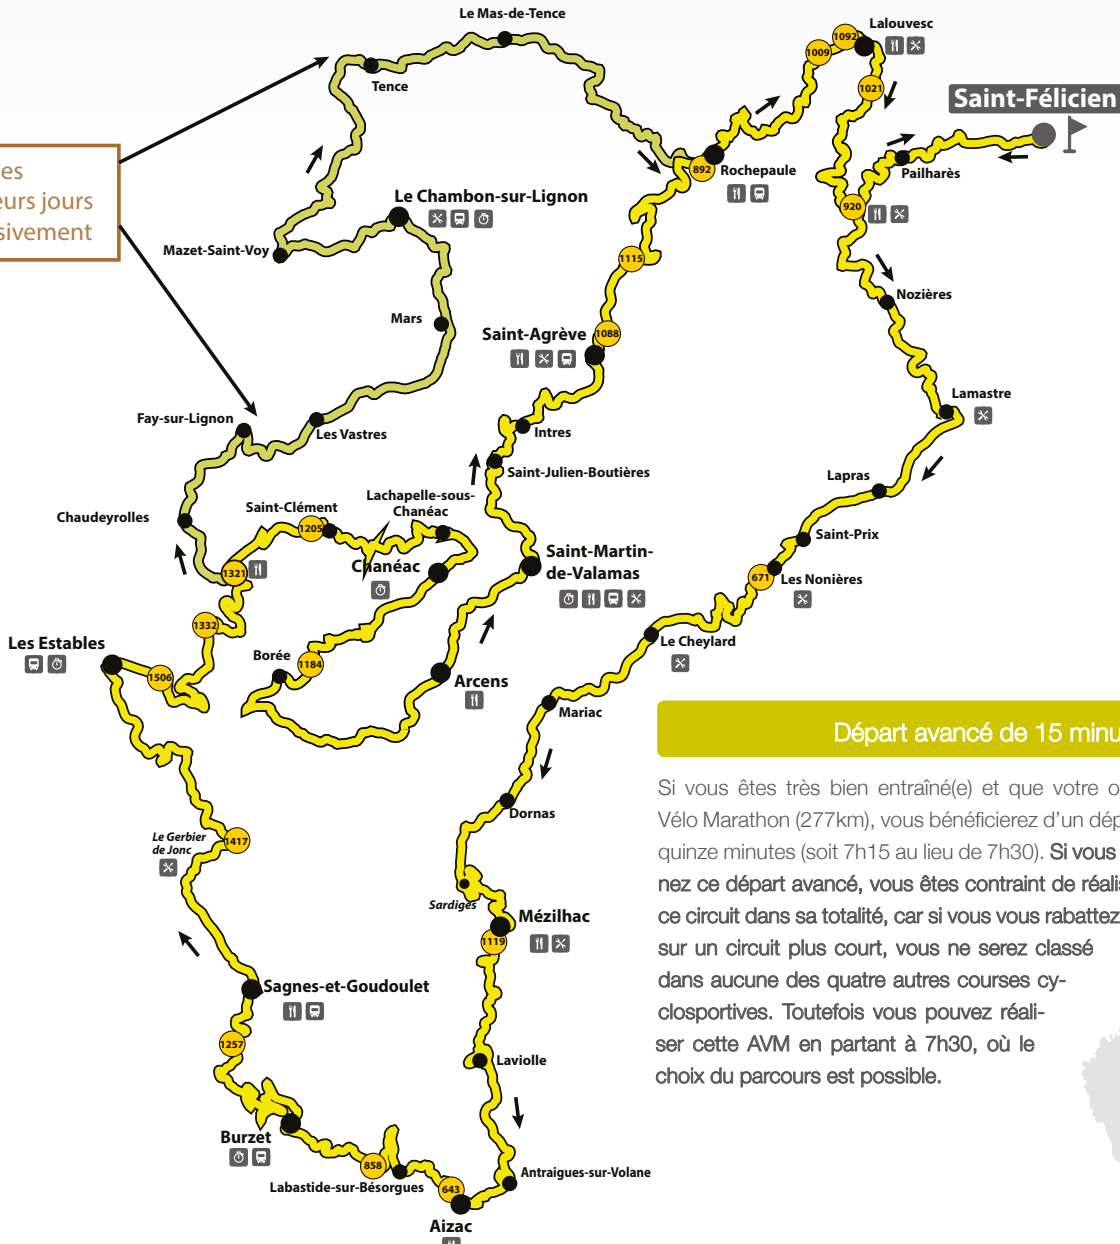 Le Mas-de-Tence
Lalouvesc
1092
1009
Tence
1021
Saint-Félicien
es
eurs jours
sivement
892
Rochepaule
Pailharès
Le Chambon-sur-Lignon
920
Mazet-Saint-Voy
1115
Nozières
Mars
Saint-Agrève
1088
Lamastre
Fay-sur-Lignon
Les Vastres
Intres
Saint-Julien-Boutières
Lapras
Chaudeyrolles
Saint-Clément
1205
Lachapelle-sous-
Chanéac
Saint-Prix
Saint-Martin-
de-Valamas
Chanéac
1321
671
Les Nonières
1332
Le Cheylard
Les Estables
Borée
1184
1506
Arcens
Mariac
Départ avancé de 15 minu
Si vous êtes très bien entraîné(e) et que votre o
Vélo Marathon (277km), vous bénéficierez d’un dép
quinze minutes (soit 7h15 au lieu de 7h30). Si vous
nez ce départ avancé, vous êtes contraint de réalis
ce circuit dans sa totalité, car si vous vous rabattez
sur un circuit plus court, vous ne serez classé
dans aucune des quatre autres courses cy-
closportives. Toutefois vous pouvez réali-
ser cette AVM en partant à 7h30, où le
choix du parcours est possible.
Dornas
Le Gerbier
de Jonc
1417
Sardiges
Mézilhac
1119
Sagnes-et-Goudoulet
1257
Laviolle
Burzet
858
Labastide-sur-Bésorgues
643
Antraigues-sur-Volane
Aizac